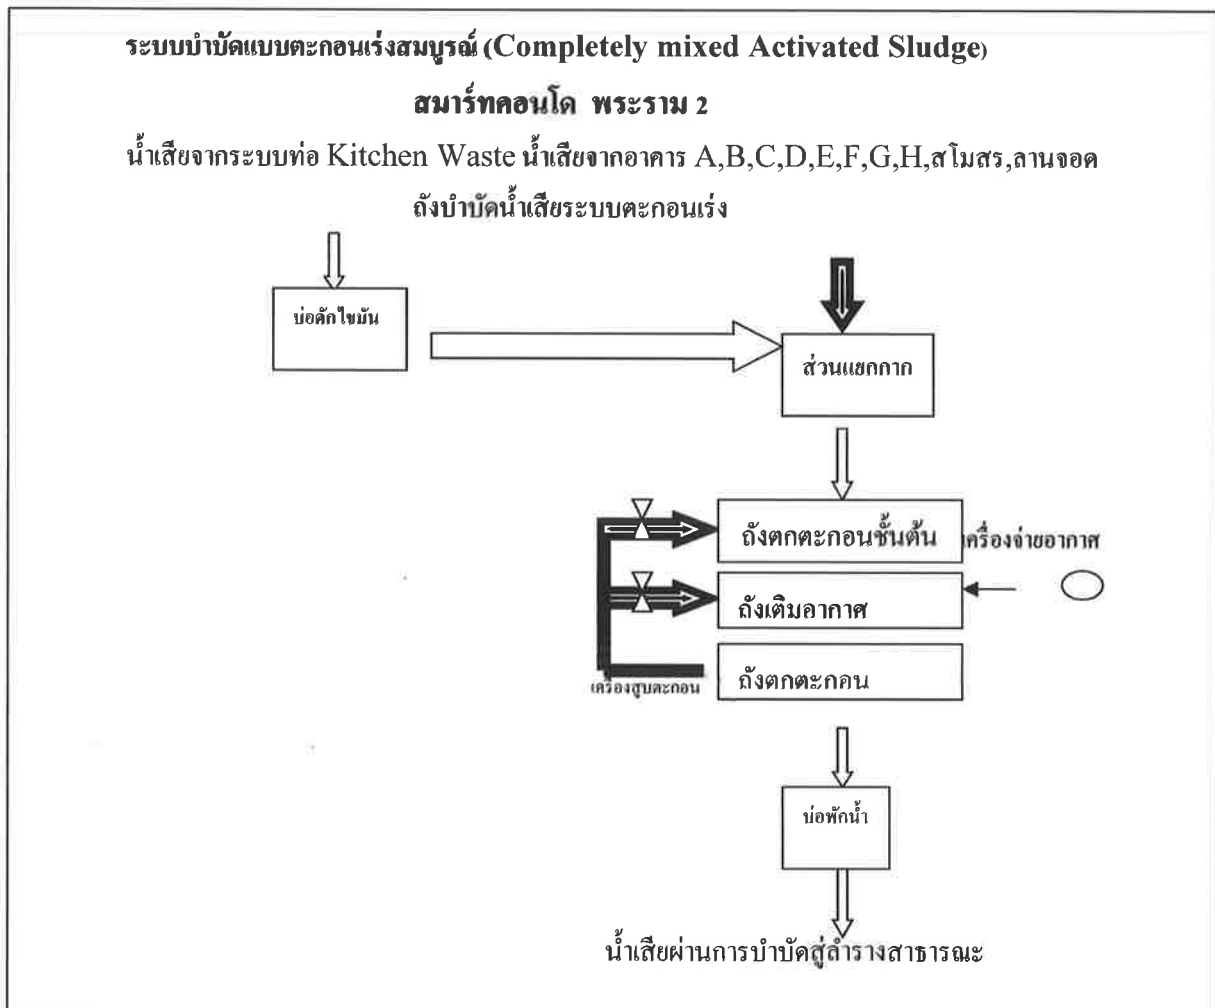 ระบบบำบัดแบบตะกอนเร่งสมบูรณ์ (Completely mixed Activated Sludge)
สมาร์ทคอนโด พระราม 2
น้ำเสียจากระบบท่อ Kitchen Waste น้ำเสียจากอาคาร A,B,C,D,E,F,G,H,สโมสร,ลานจอด
ถังบำบัดน้ำเสียระบบตะกอนเร่ง
บ่อดักไขมัน
ส่วนแยกกาก
ถังตกตะกอนชั้นต้น
เครื่องจ่ายอากาศ
ถังเติมอากาศ
ถังตกตะกอน
เครื่องสูบตะกอน
บ่อพักน้ำ
น้ำเสียผ่านการบำบัดสู่ลำรางสาธารณะ